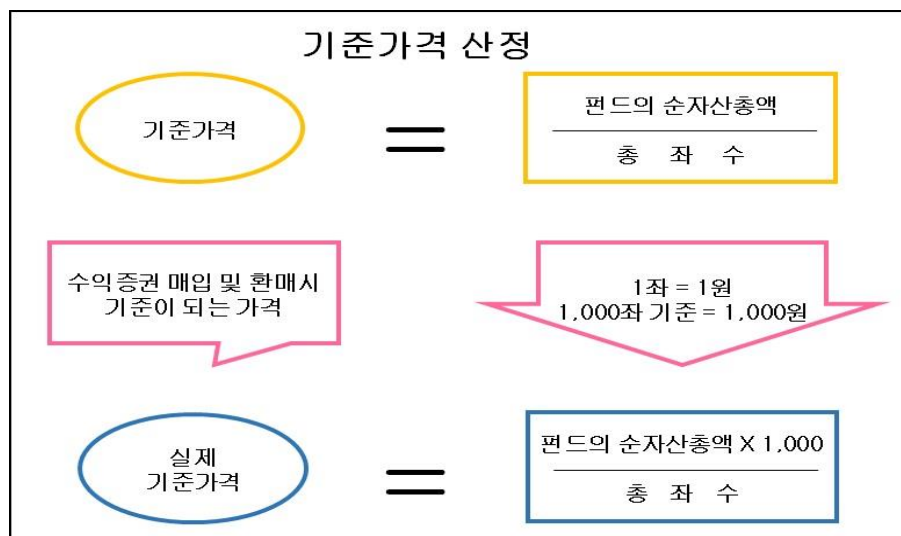 기준가격 산정
기준가격
=
펀드의 순자산총액
총 좌 수
수익증권 매입 및 환매시
기준이 되는 가격
1좌 = 1원
1,000좌 기준 = 1,000원
실제
기준가격
=
펀드의 순자산총액 X 1,000
총 좌 수